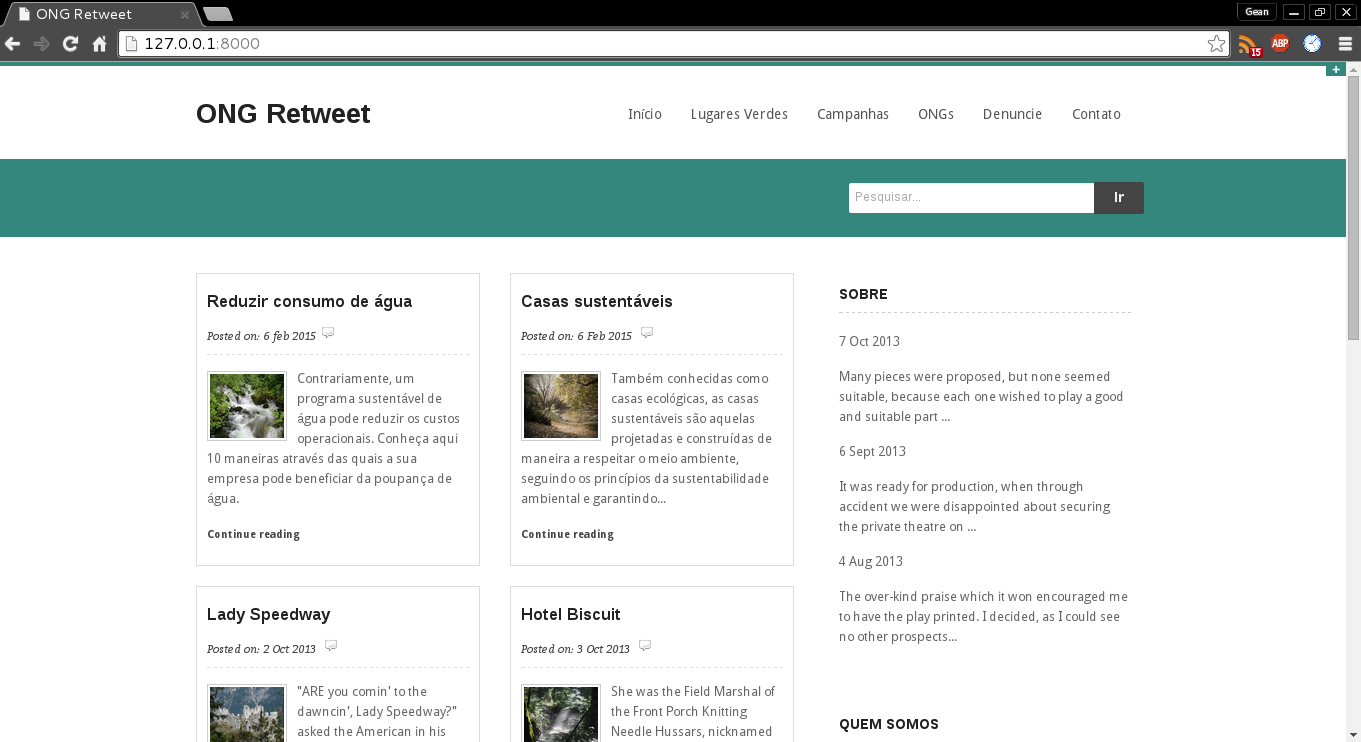 ONG Retweet
Gean
127.0.0.1:8000
15
ABP
+
ONG Retweet
Início Lugares Verdes Campanhas ONGs Denuncie Contato
Pesquisar... Ir
Reduzir consumo de água
Posted on: 6 feb 2015
Contrariamente, um
programa sustentável de
água pode reduzir os custos
operacionais. Conheça aqui
10 maneiras através das quais a sua
empresa pode beneficiar da poupança de
água.
Continue reading
Casas sustentáveis
Posted on: 6 Feb 2015
Também conhecidas como
casas ecológicas, as casas
sustentáveis são aquelas
projetadas e construídas de
maneira a respeitar o meio ambiente,
seguindo os princípios da sustentabilidade
ambiental e garantindo...
Continue reading
Lady Speedway
Posted on: 2 Oct 2013
"ARE you comin' to the
dawncin', Lady Speedway?"
asked the American in his
Hotel Biscuit
Posted on: 3 Oct 2013
She was the Field Marshal of
the Front Porch Knitting
Needle Hussars, nicknamed
SOBRE
7 Oct 2013
Many pieces were proposed, but none seemed
suitable, because each one wished to play a good
and suitable part ...
6 Sept 2013
It was ready for production, when through
accident we were disappointed about securing
the private theatre on ...
4 Aug 2013
The over-kind praise which it won encouraged me
to have the play printed. I decided, as I could see
no other prospects...
QUEM SOMOS